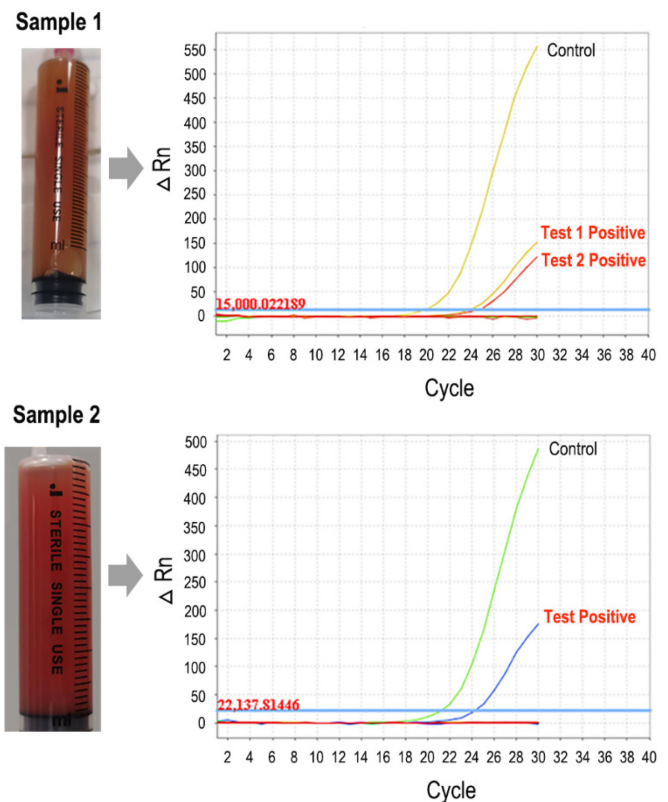 Sample 1
STERILE SINGLE USE
ml
Δ Rn
550
500
450
400
350
300
250
200
150
100
50
0
Control
Test 1 Positive
Test 2 Positive
15,000.022189
2 4 6 8 10 12 14 16 18 20 22 24 26 28 30 32 34 36 38 40
Cycle
Sample 2
STERILE SINGLE USE
ml
Δ Rn
500
450
400
350
300
250
200
150
100
50
0
Control
Test Positive
22,137.81446
2 4 6 8 10 12 14 16 18 20 22 24 26 28 30 32 34 36 38 40
Cycle